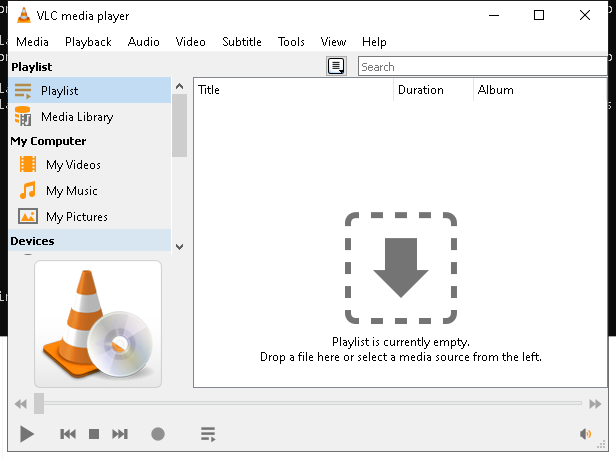 VLC media player
Media Playback Audio Video Subtitle Tools View Help
Playlist
Search
Playlist
Media Library
My Computer
My Videos
My Music
My Pictures
Devices
Title Duration Album
Playlist is currently empty.
Drop a file here or select a media source from the left.